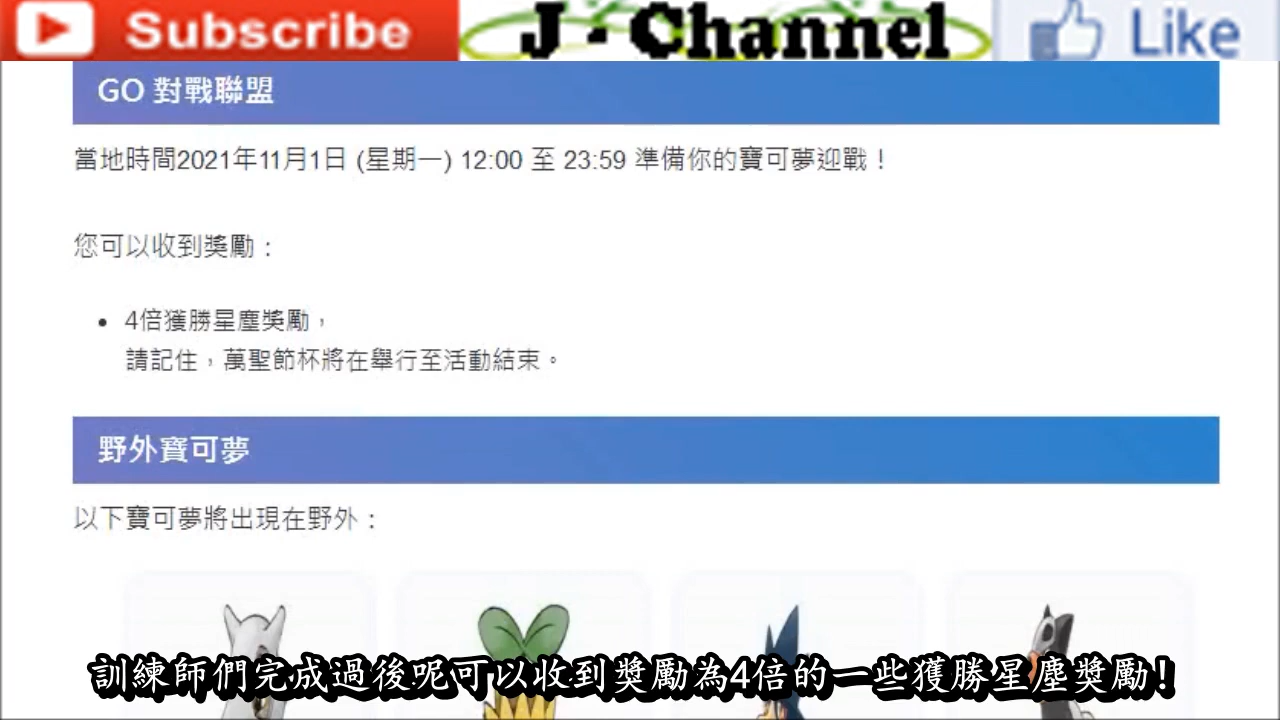 Subscribe
J - Channel
Like
GO 對戰聯盟
當地時間2021年11月1日 (星期一) 12:00 至 23:59 準備你的寶可夢迎戰！
您可以收到獎勵：
• 4倍獲勝星塵獎勵，
請記住，萬聖節杯將在舉行至活動結束。
野外寶可夢
以下寶可夢將出現在野外：
訓練師們完成過後呢可以收到獎勵為4倍的一些獲勝星塵獎勵!